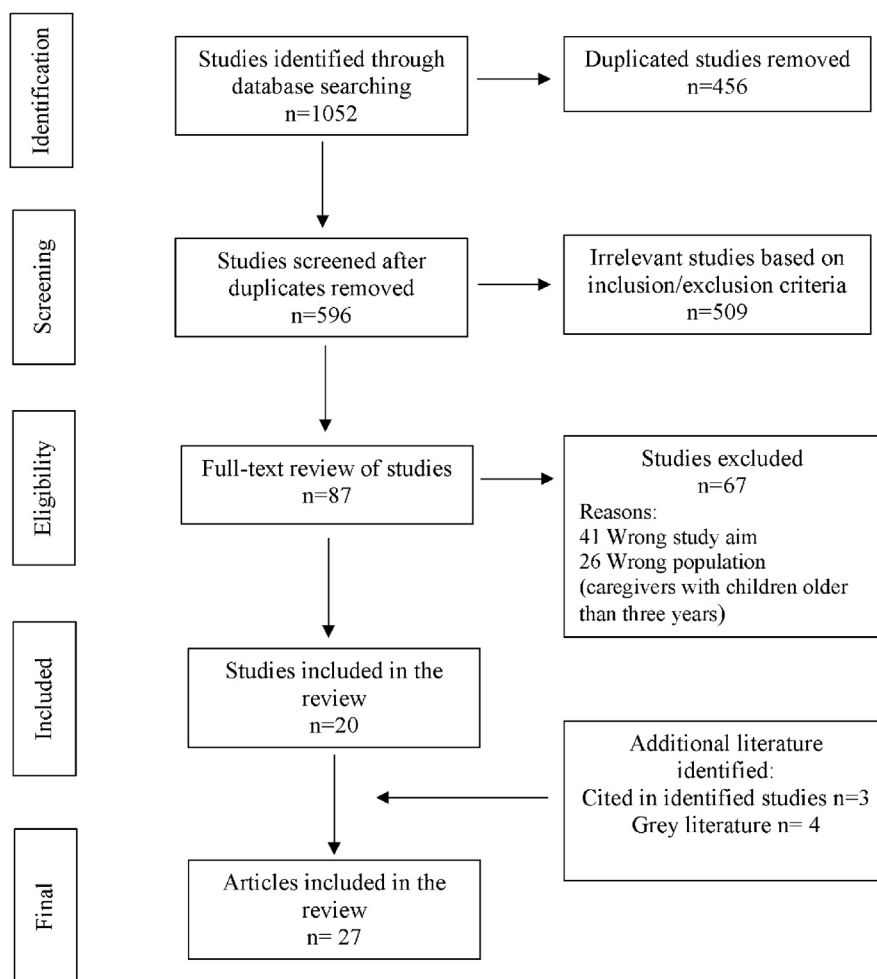 Identification
Studies identified through
database searching
n=1052
Duplicated studies removed
n=456
Screening
Studies screened after
duplicates removed
n=596
Irrelevant studies based on
inclusion/exclusion criteria
n=509
Eligibility
Full-text review of studies
n=87
Studies excluded
n=67
Reasons:
41 Wrong study aim
26 Wrong population
(caregivers with children older
than three years)
Included
Studies included in the
review
n=20
Additional literature
identified:
Cited in identified studies n=3
Grey literature n= 4
Final
Articles included in the
review
n= 27